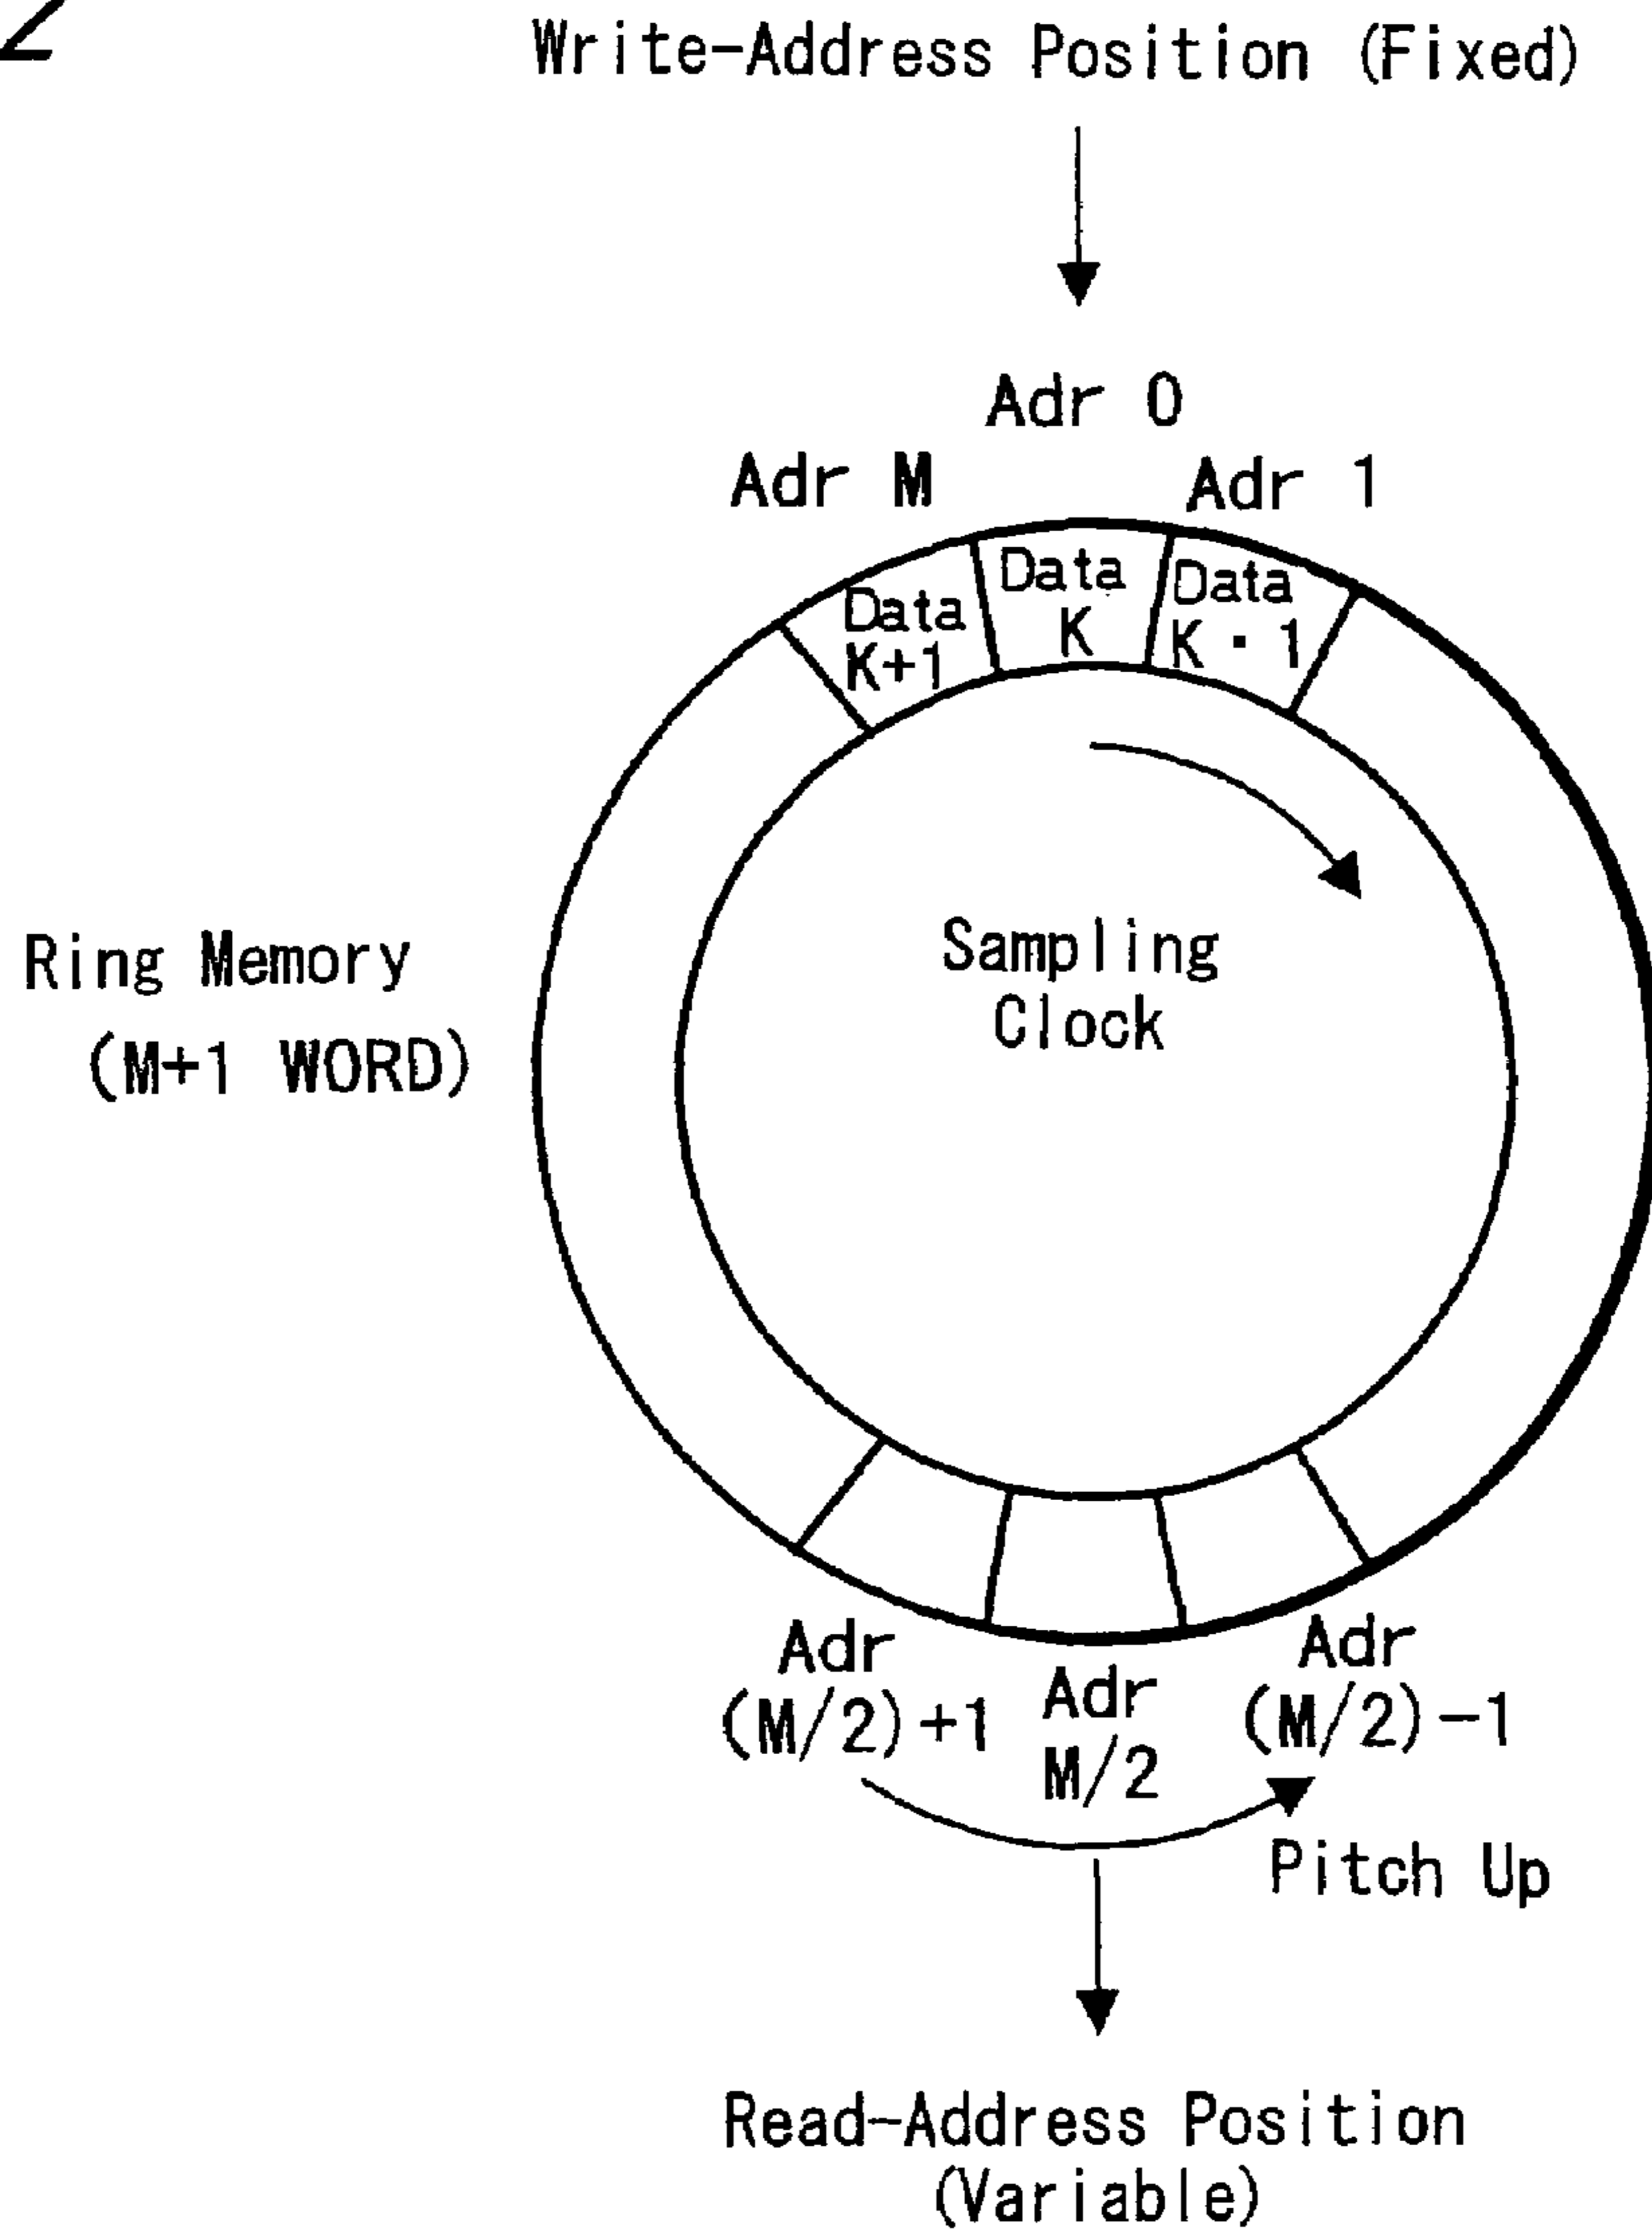 2
Write-Address Position (Fixed)
Adr 0
Adr M
Adr 1
Data
K+1
Data
K
Data
K・1
Sampling
Clock
Ring Memory
(M+1 WORD)
Adr
(M/2)+1
Adr
M/2
Adr
(M/2)-1
Pitch Up
Read-Address Position
(Variable)